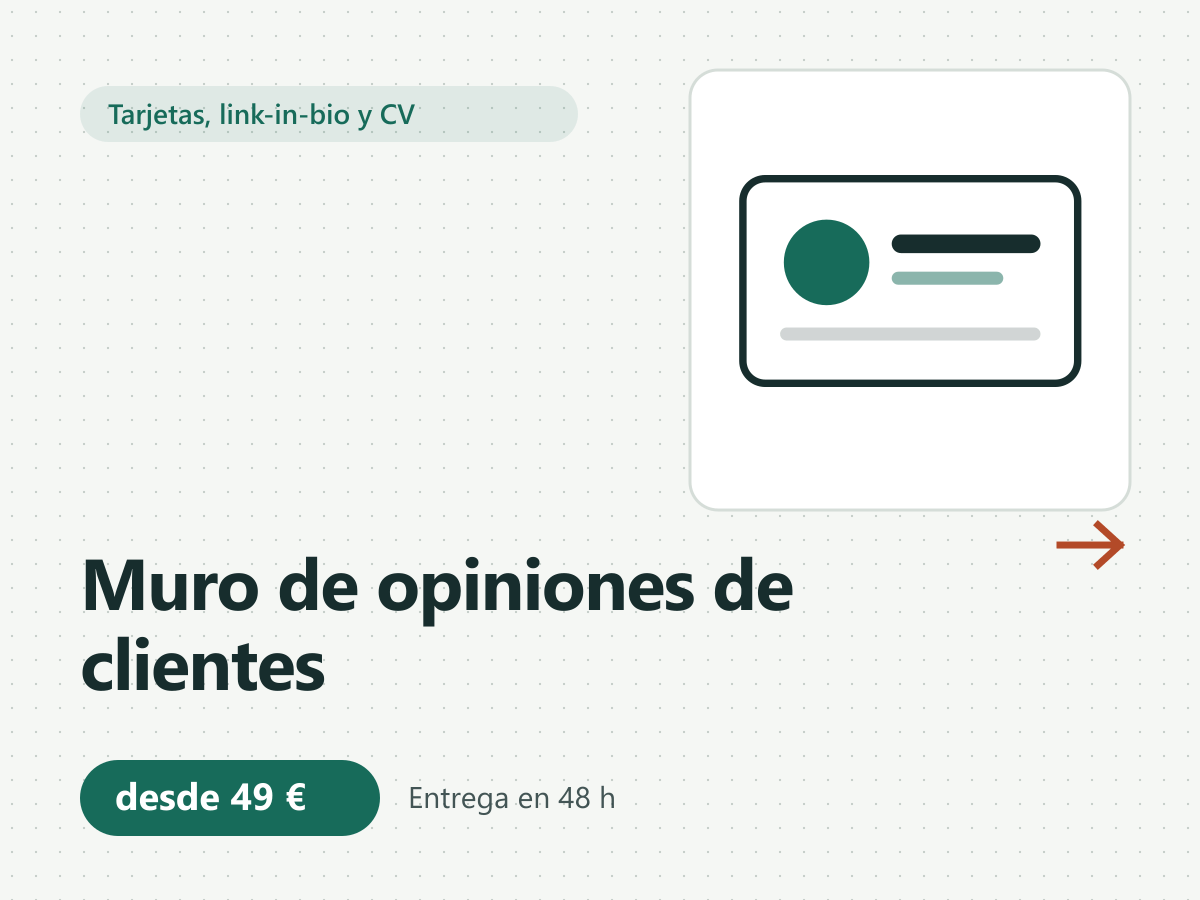 Tarjetas, link-in-bio y CV
Muro de opiniones de
clientes
desde 49 €
Entrega en 48 h